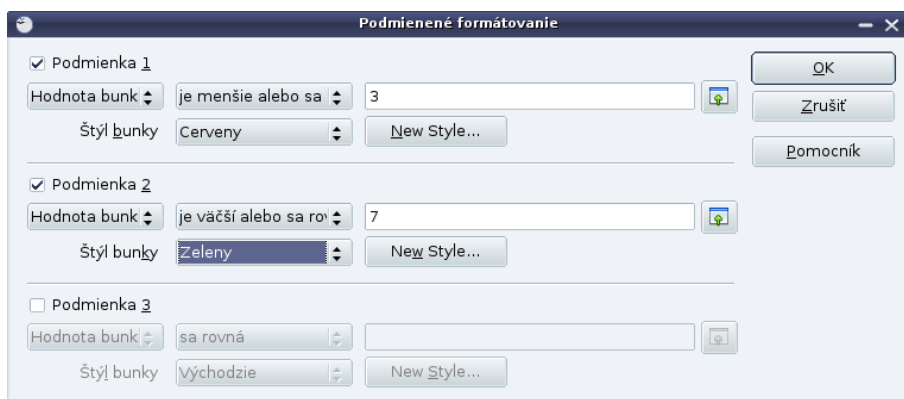 Podmienené formátovanie
Podmienka 1
Hodnota bunk je menšie alebo sa 3
Štýl bunky Cerveny New Style...
Podmienka 2
Hodnota bunk je väčší alebo sa rov 7
Štýl bunky Zeleny New Style...
Podmienka 3
Hodnota bunk sa rovná
Štýl bunky Východzie New Style...
OK
Zrušiť
Pomocník